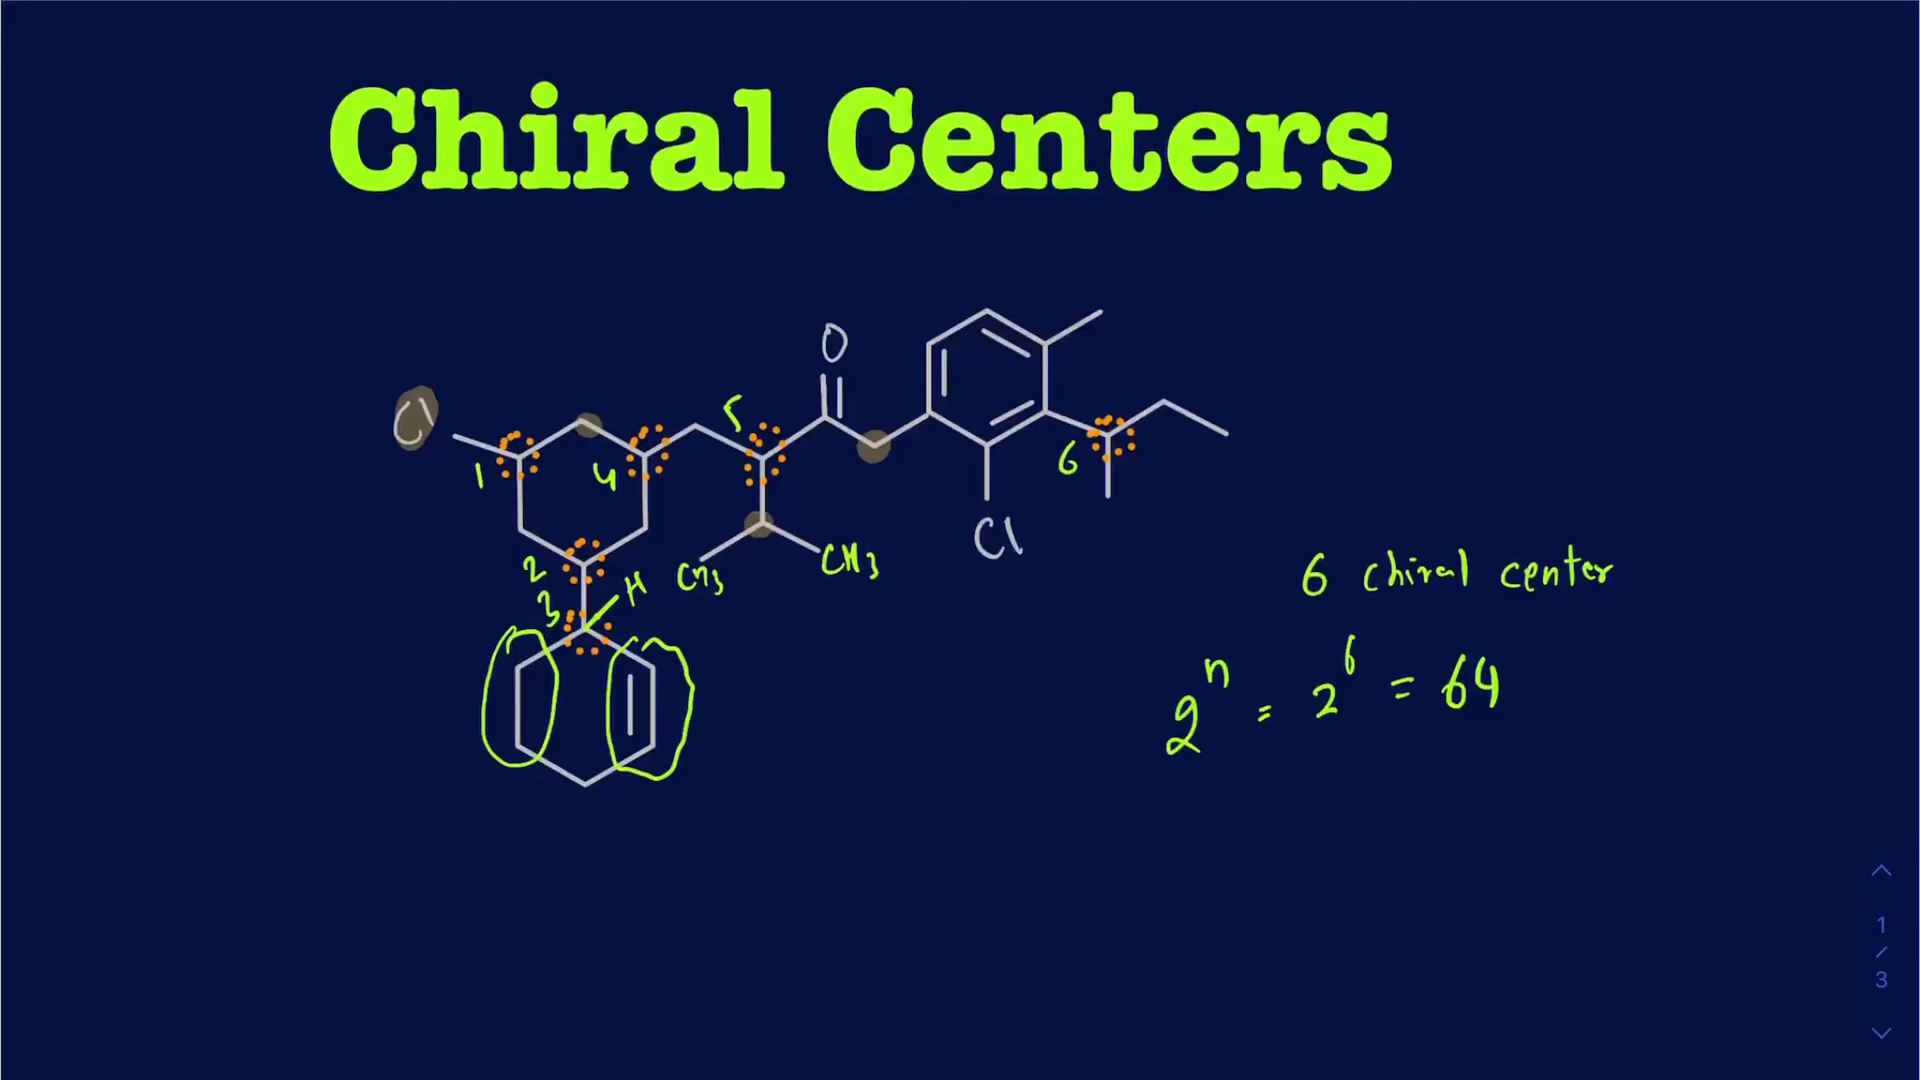 Chiral Centers
O
Cl
5
1
4
6
2
H
CH3
CH3
3
Cl
6 chiral center
2^n = 2^6 = 64
1
/
3